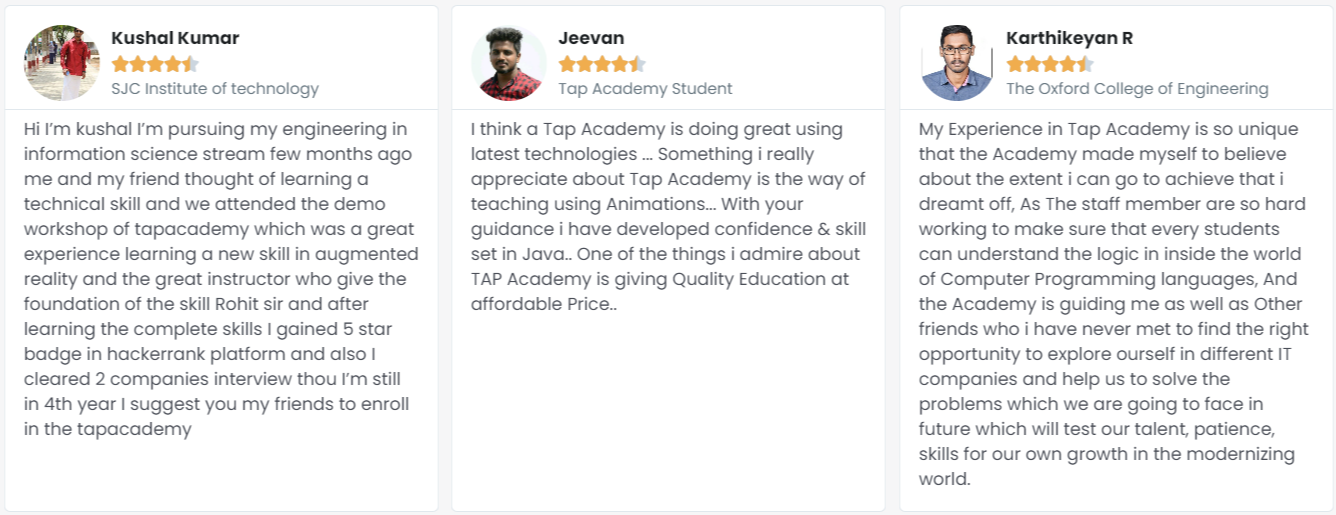 Kushal Kumar
SJC Institute of technology
Hi I'm kushal I'm pursuing my engineering in
information science stream few months ago
me and my friend thought of learning a
technical skill and we attended the demo
workshop of tapacademy which was a great
experience learning a new skill in augmented
reality and the great instructor who give the
foundation of the skill Rohit sir and after
learning the complete skills I gained 5 star
badge in hackerrank platform and also I
cleared 2 companies interview thou I'm still
in 4th year I suggest you my friends to enroll
in the tapacademy
Jeevan
Tap Academy Student
I think a Tap Academy is doing great using
latest technologies ... Something i really
appreciate about Tap Academy is the way of
teaching using Animations... With your
guidance i have developed confidence & skill
set in Java.. One of the things i admire about
TAP Academy is giving Quality Education at
affordable Price..
Karthikeyan R
The Oxford College of Engineering
My Experience in Tap Academy is so unique
that the Academy made myself to believe
about the extent i can go to achieve that i
dreamt off, As The staff member are so hard
working to make sure that every students
can understand the logic in inside the world
of Computer Programming languages, And
the Academy is guiding me as well as Other
friends who i have never met to find the right
opportunity to explore ourself in different IT
companies and help us to solve the
problems which we are going to face in
future which will test our talent, patience,
skills for our own growth in the modernizing
world.